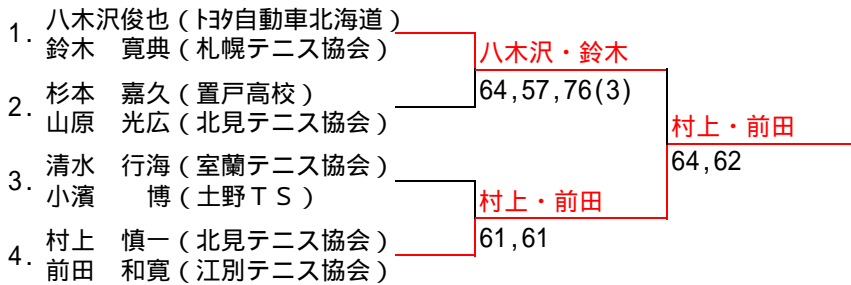 1. 八木沢俊也(ﾄﾖﾀ自動車北海道)
鈴木　寛典(札幌テニス協会)
2. 杉本　嘉久(置戸高校)
山原　光広(北見テニス協会)
3. 清水　行海(室蘭テニス協会)
小濱　　博(土野ＴＳ)
4. 村上　慎一(北見テニス協会)
前田　和寛(江別テニス協会)
八木沢・鈴木
64,57,76(3)
村上・前田
61,61
村上・前田
64,62